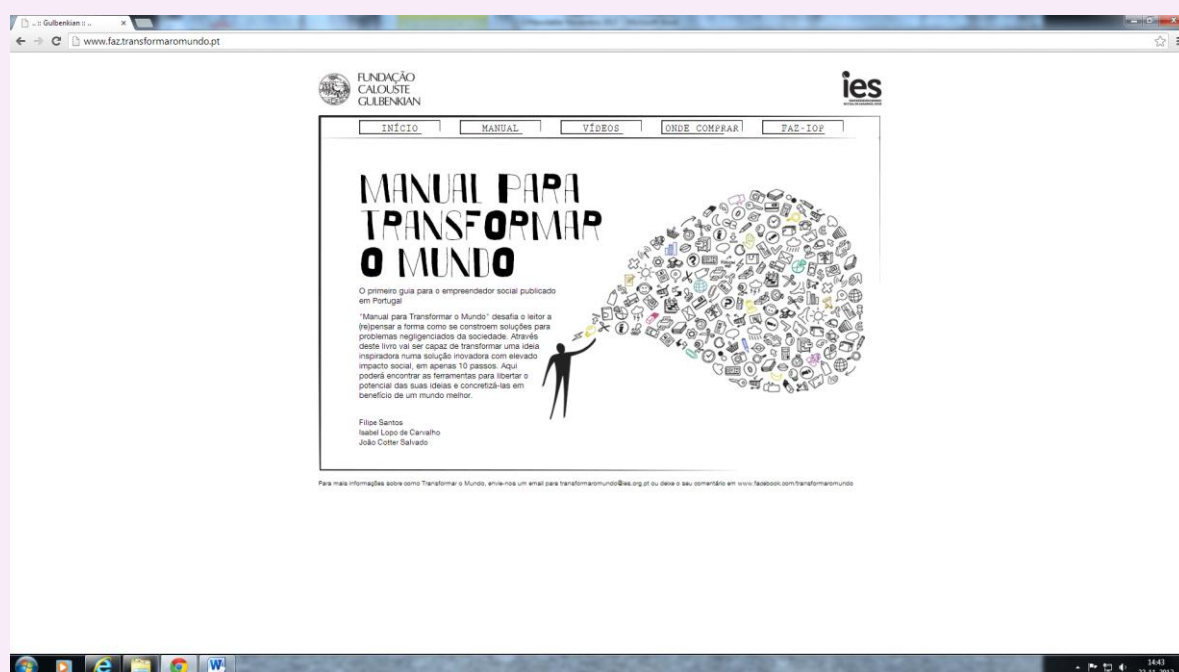 .. :: Gulbenkian :: ..
www.faz.transformaromundo.pt
FUNDAÇÃO
CALOUSTE
GULBENKIAN
ies
INÍCIO MANUAL VÍDEOS ONDE COMPRAR FAZ-IOP
MANUAL PARA
TRANSFORMAR
O MUNDO
O primeiro guia para o empreendedor social publicado
em Portugal
"Manual para Transformar o Mundo" desafia o leitor a
(re)pensar a forma como se constroem soluções para
problemas negligenciados da sociedade. Através
deste livro vai ser capaz de transformar uma ideia
inspiradora numa solução inovadora com elevado
impacto social, em apenas 10 passos. Aqui
poderá encontrar as ferramentas para libertar o
potencial das suas ideias e concretizá-las em
benefício de um mundo melhor.
Filipe Santos
Isabel Lopo de Carvalho
João Cotter Salvado
Para mais informações sobre como Transformar o Mundo, envie-nos um email para transformaromundo@ies.org.pt ou deixe o seu comentário em www.facebook.com/transformaromundo
14:43